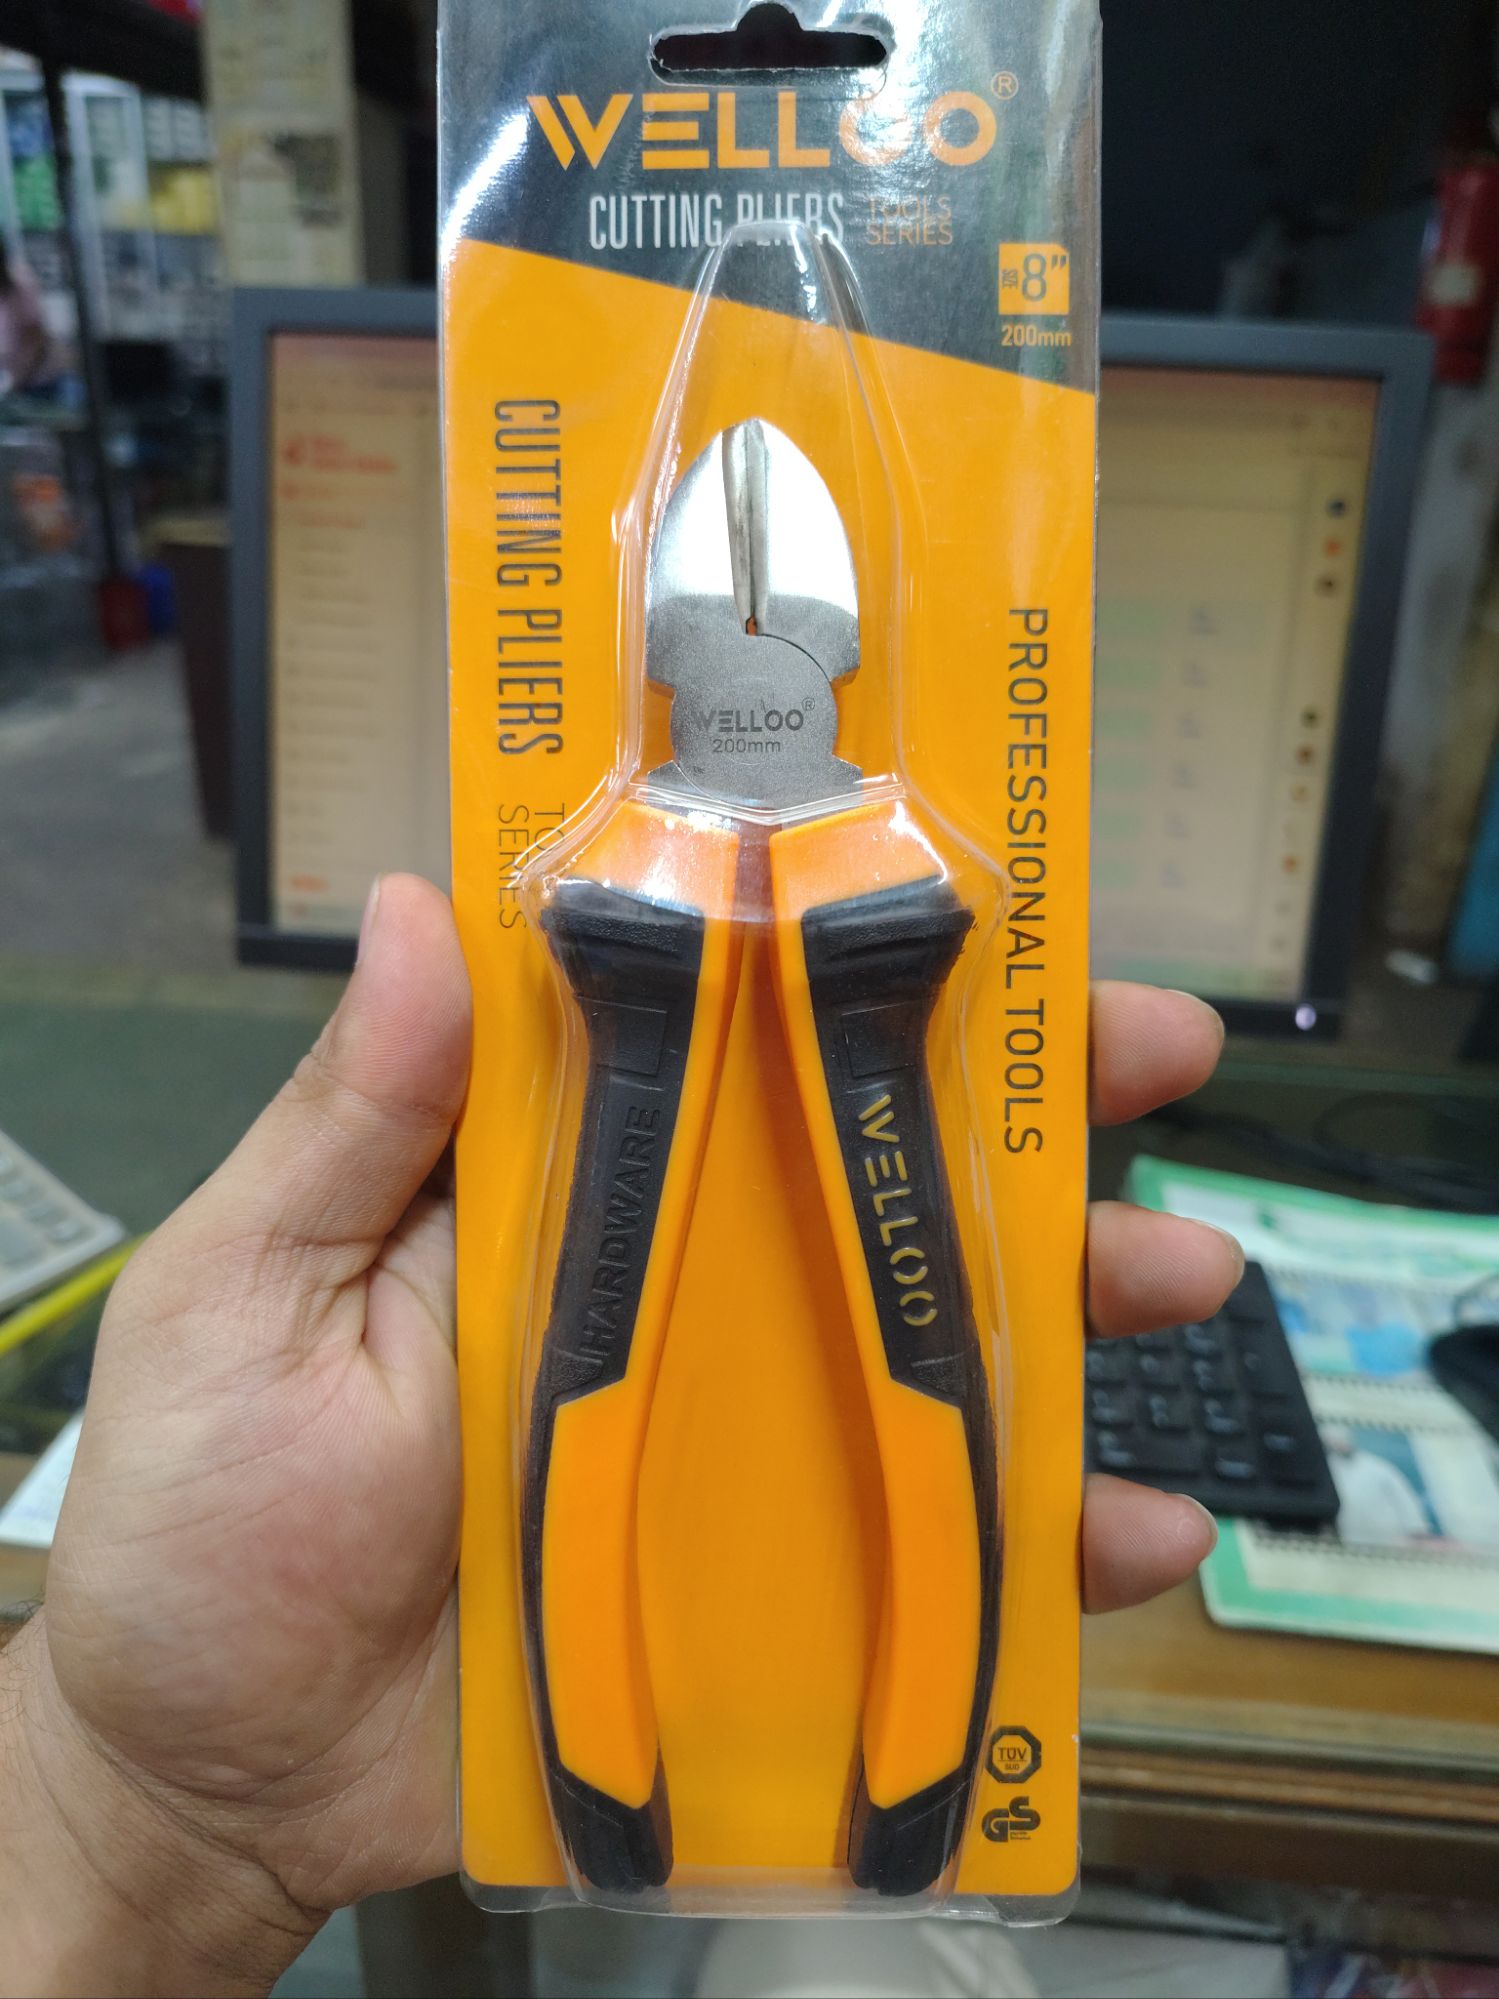 WELLOO®
CUTTING PLIERS
TOOLS
SERIES
SIZE
8"
200mm
CUTTING PLIERS
TOOLS
SERIES
PROFESSIONAL TOOLS
WELLOO®
200mm
HARDWARE
WELLOO
TÜV
SÜD
GS